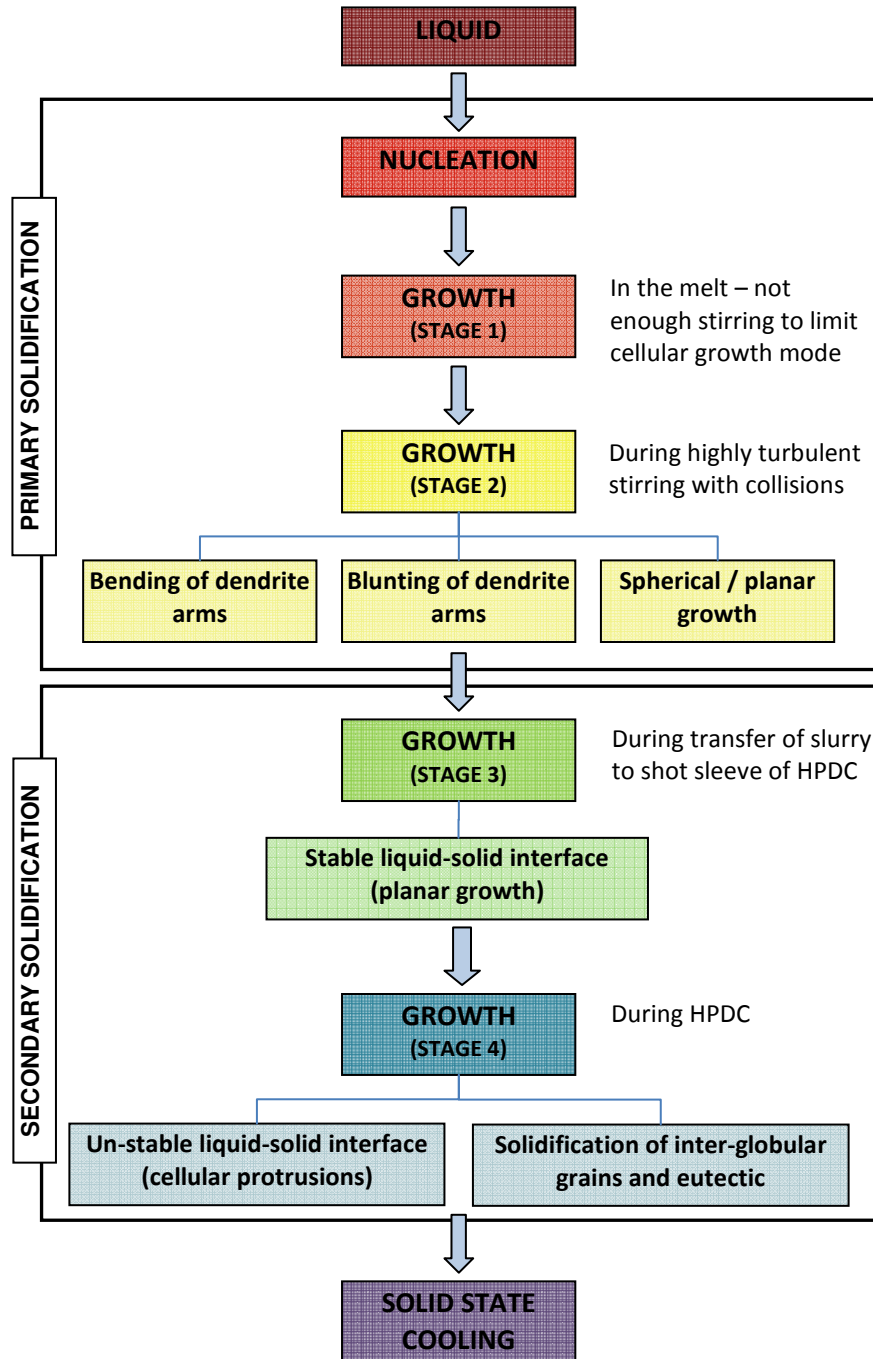 LIQUID
PRIMARY SOLIDIFICATION
NUCLEATION
GROWTH
(STAGE 1)
In the melt – not
enough stirring to limit
cellular growth mode
GROWTH
(STAGE 2)
During highly turbulent
stirring with collisions
Bending of dendrite
arms
Blunting of dendrite
arms
Spherical / planar
growth
SECONDARY SOLIDIFICATION
GROWTH
(STAGE 3)
During transfer of slurry
to shot sleeve of HPDC
Stable liquid-solid interface
(planar growth)
GROWTH
(STAGE 4)
During HPDC
Un-stable liquid-solid interface
(cellular protrusions)
Solidification of inter-globular
grains and eutectic
SOLID STATE
COOLING